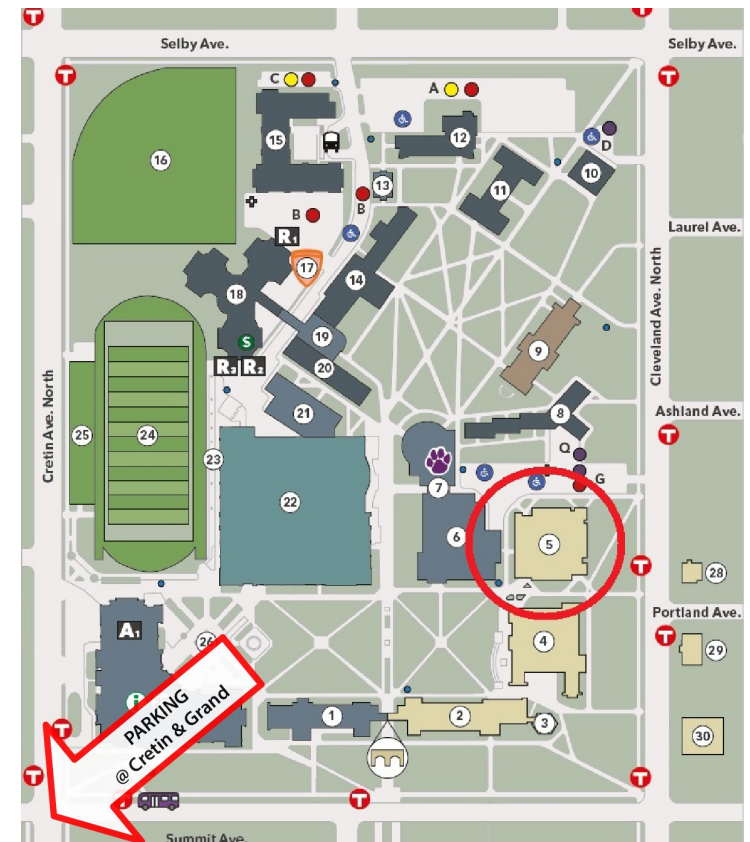 T
T
Selby Ave.
Selby Ave.
T
T
C
A
15
12
D
16
11
10
13
B
B
Laurel Ave.
R1
17
14
18
19
9
S
R3 R2
20
Cleveland Ave. North
21
8
Ashland Ave.
T
Cretin Ave. North
25
24
23
Q
7
G
22
6
5
T
28
Portland Ave.
A1
26
4
T
29
i
PARKING
@ Cretin & Grand
T
1
2
3
30
T
T
T
T
Summit Ave.